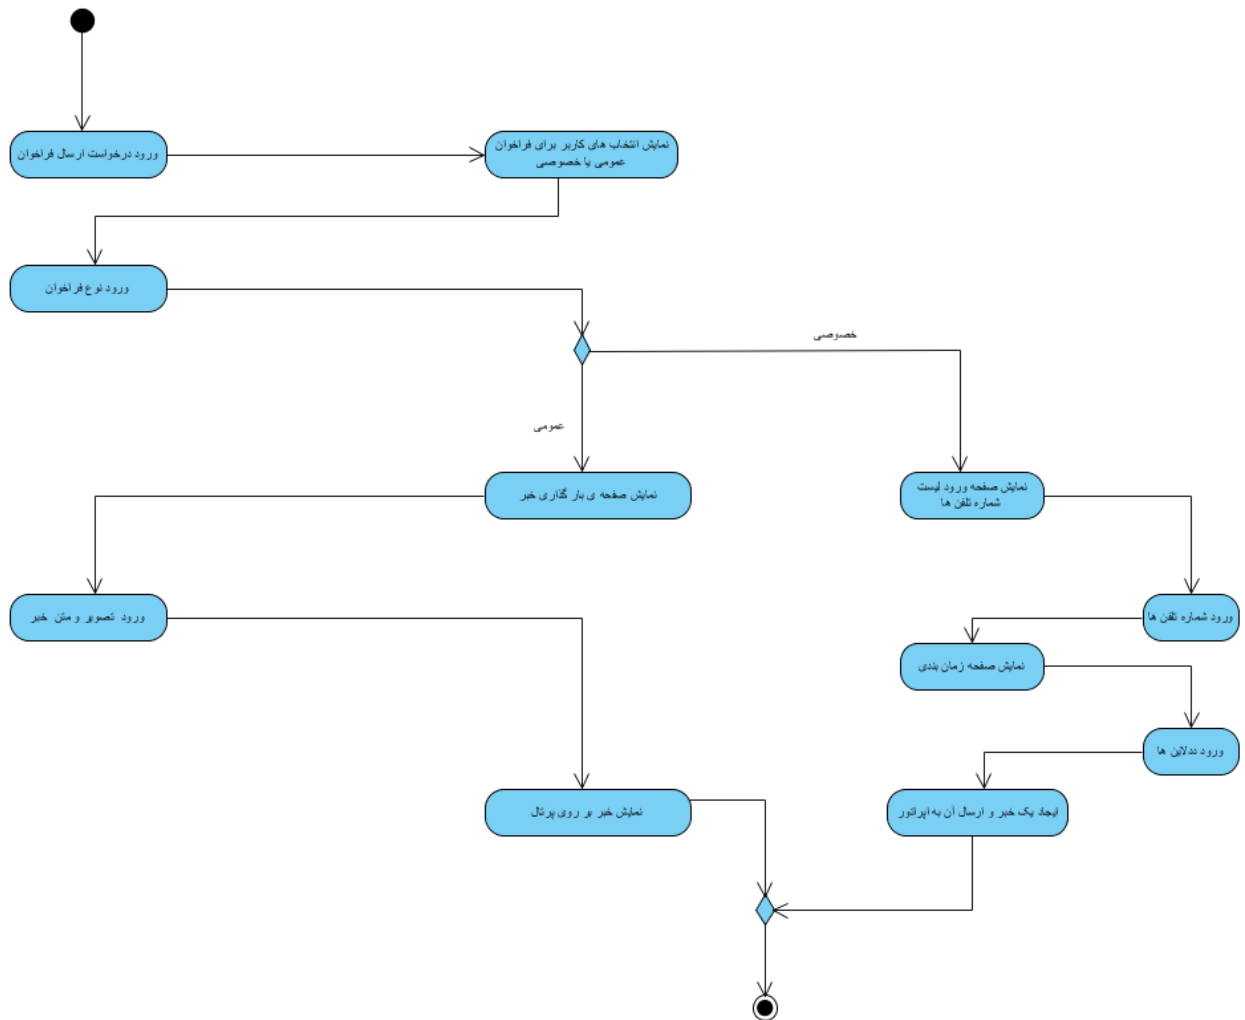 ورود درخواست ارسال فراخوان
نمایش انتخاب های کاربر برای فراخوان
عمومی یا خصوصی
ورود نوع فراخوان
خصوصی
عمومی
نمایش صفحه ی بار گذاری خبر
نمایش صفحه ورود لیست
شماره تلفن ها
ورود تصویر و متن خبر
ورود شماره تلفن ها
نمایش صفحه زمان بندی
ورود ددلاین ها
نمایش خبر بر روی پرتال
ایجاد یک خبر و ارسال آن به اپراتور